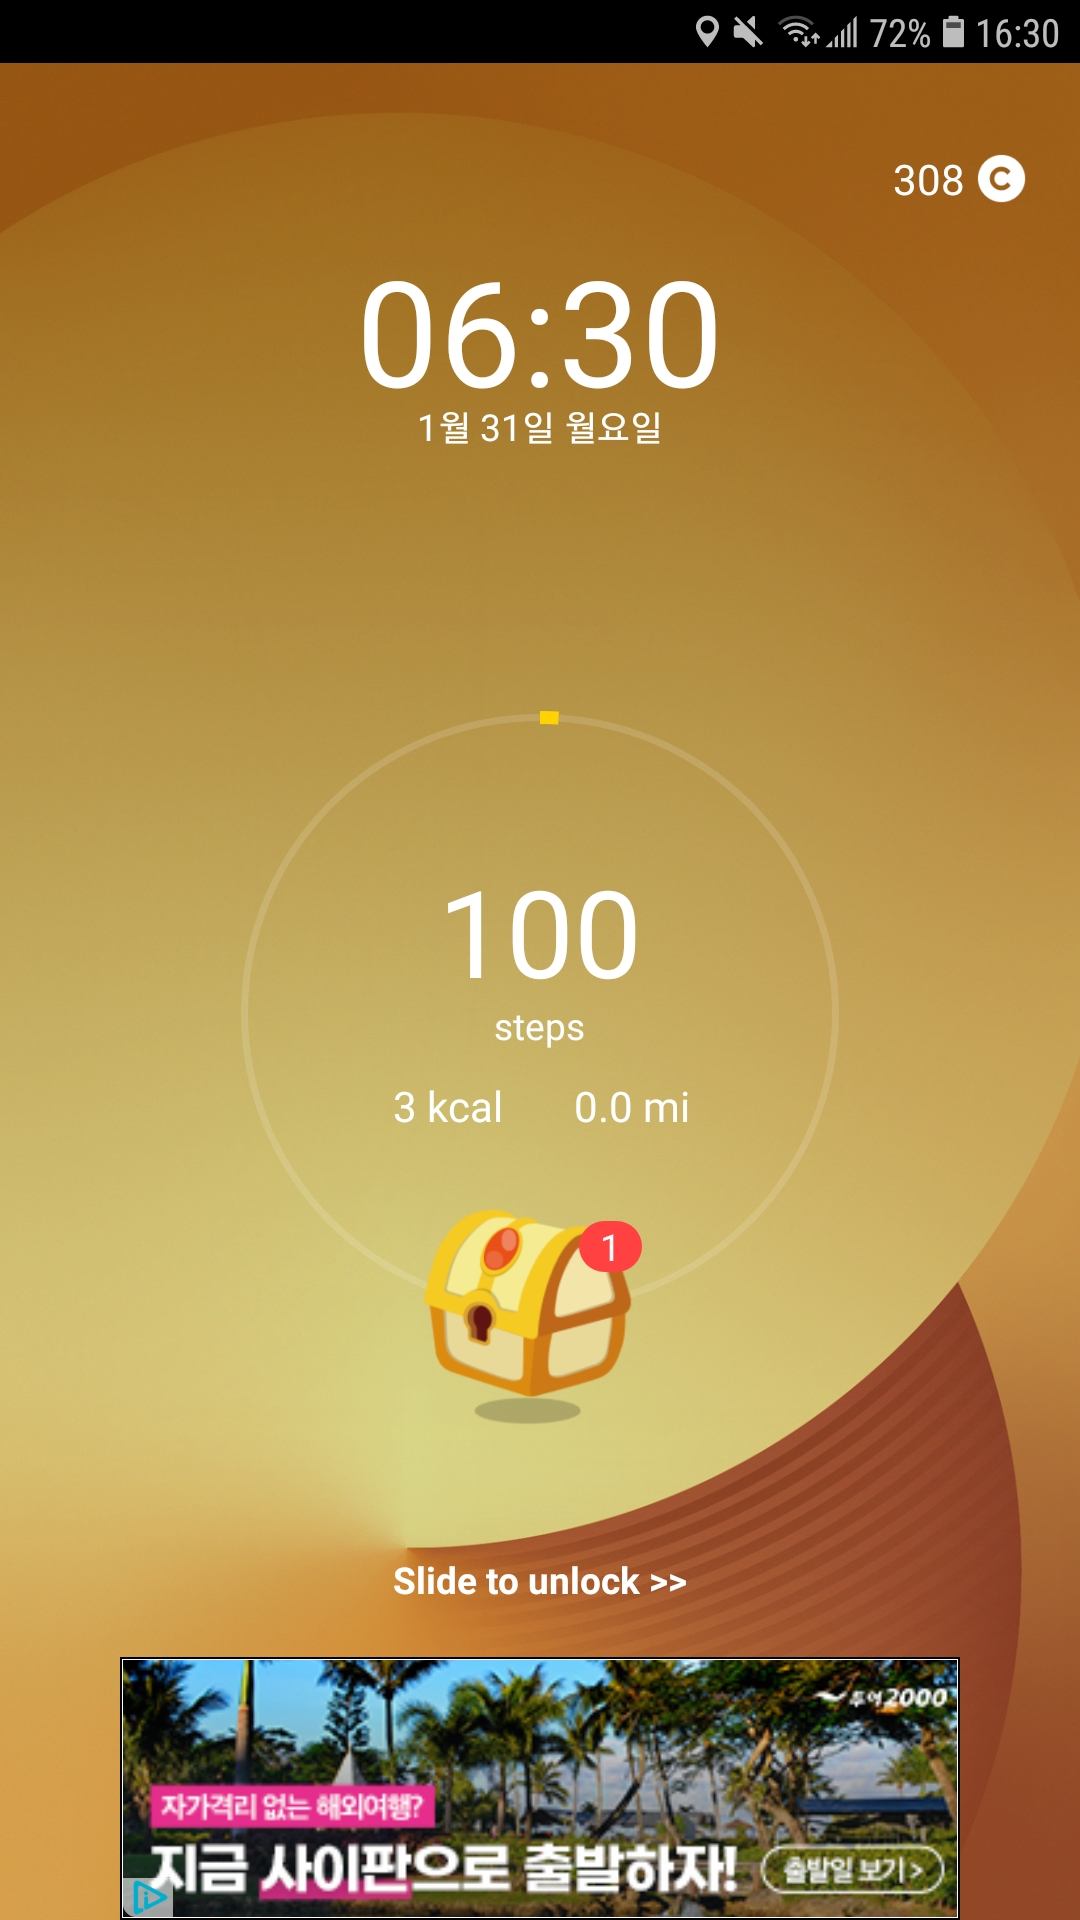 72% 16:30
308 C
06:30
1월 31일 월요일
100
steps
3 kcal 0.0 mi
1
Slide to unlock >>
투어2000
자가격리 없는 해외여행?
지금 사이판으로 출발하자!
출발일 보기 >